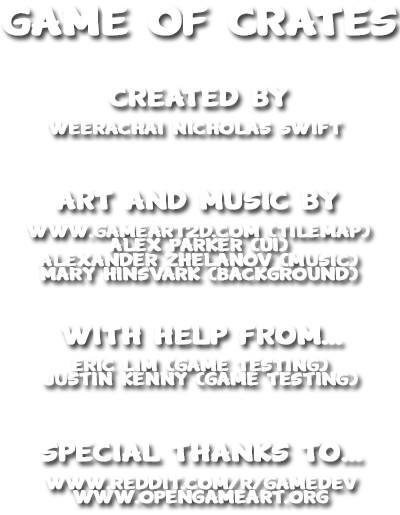 GAME OF CRATES
CREATED BY
WEERACHAI NICHOLAS SWIFT
ART AND MUSIC BY
WWW.GAMEART2D.COM (TILEMAP)
ALEX PARKER (UI)
ALEXANDER ZHELANOV (MUSIC)
MARY HINSVARK (BACKGROUND)
WITH HELP FROM...
ERIC LIM (GAME TESTING)
JUSTIN KENNY (GAME TESTING)
SPECIAL THANKS TO...
WWW.REDDIT.COM/R/GAMEDEV
WWW.OPENGAMEART.ORG